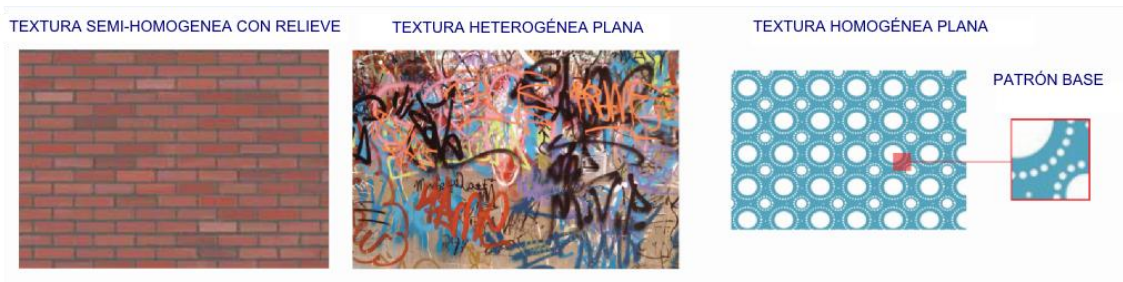 TEXTURA SEMI-HOMOGENEA CON RELIEVE
TEXTURA HETEROGÉNEA PLANA
TEXTURA HOMOGÉNEA PLANA
PATRÓN BASE
M.V.P